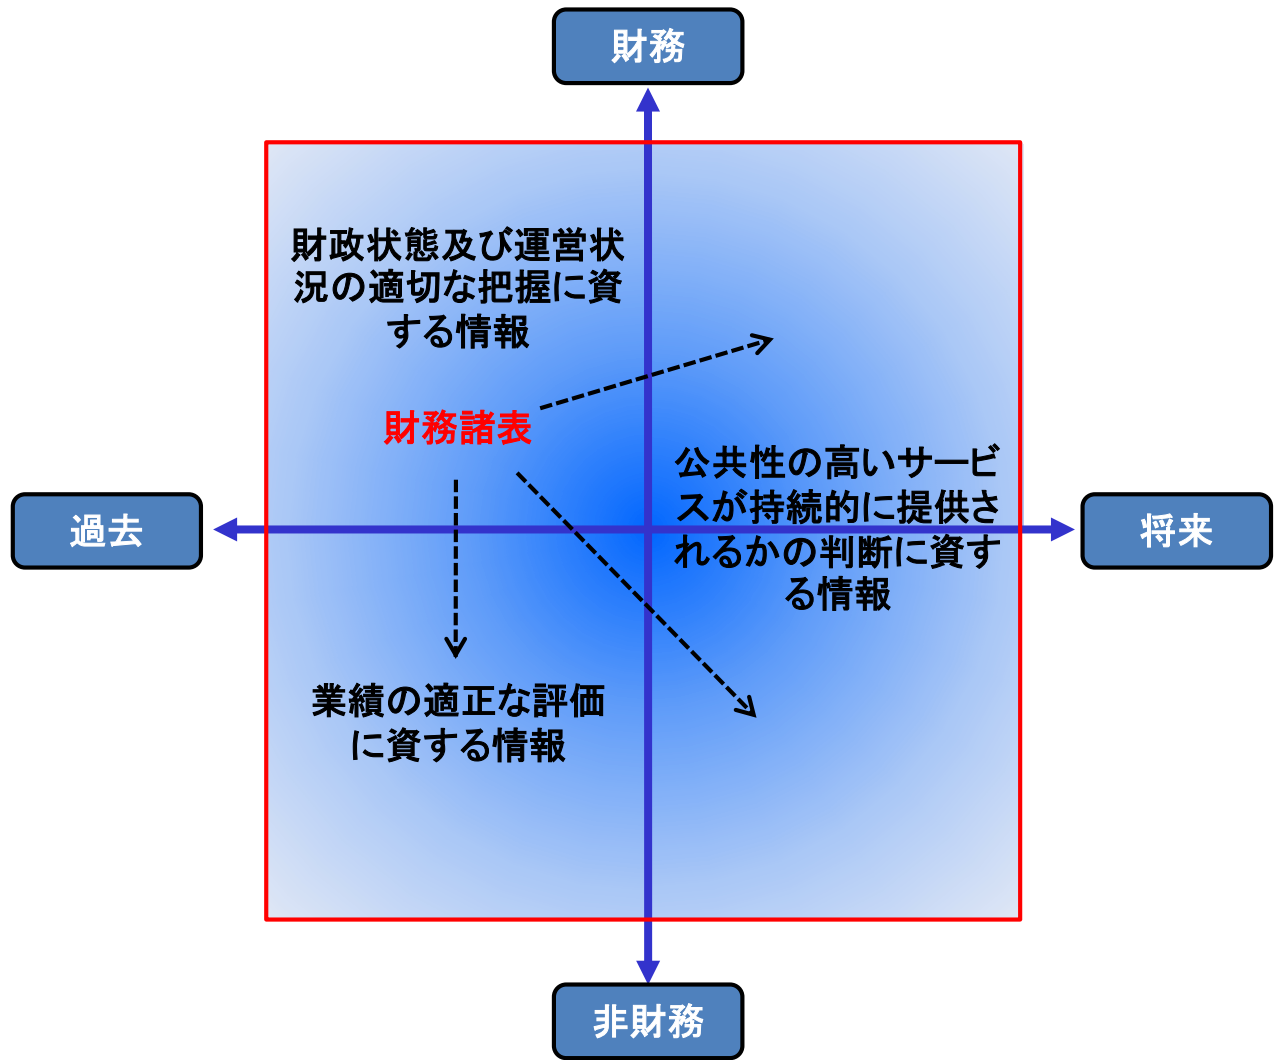 財務
財政状態及び運営状
況の適切な把握に資
する情報
財務諸表
公共性の高いサービ
スが持続的に提供さ
れるかの判断に資す
る情報
過去
将来
業績の適正な評価
に資する情報
非財務